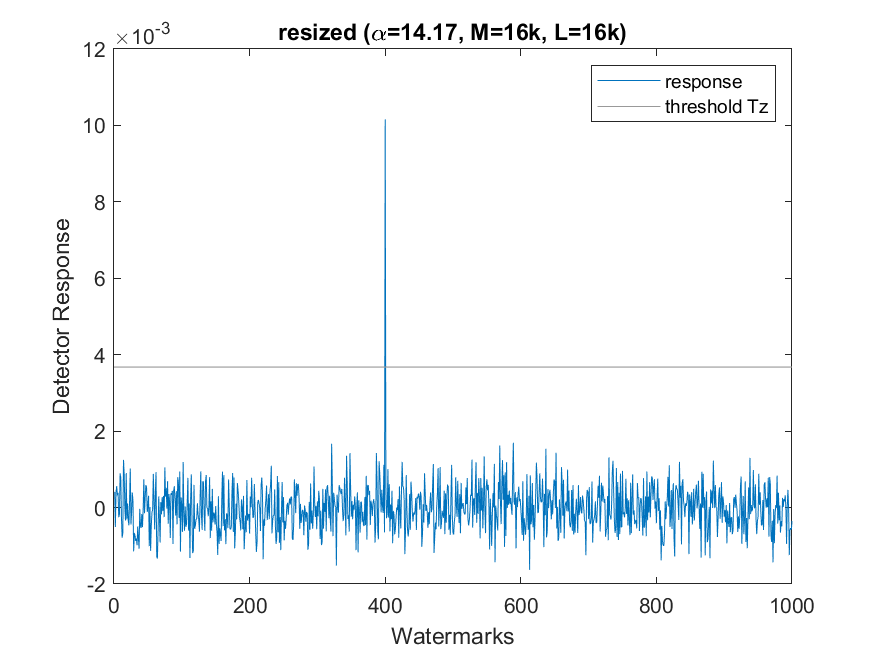 resized (α=14.17, M=16k, L=16k)
×10-3
12
10
8
6
4
2
0
-2
Detector Response
response
threshold Tz
0 200 400 600 800 1000
Watermarks